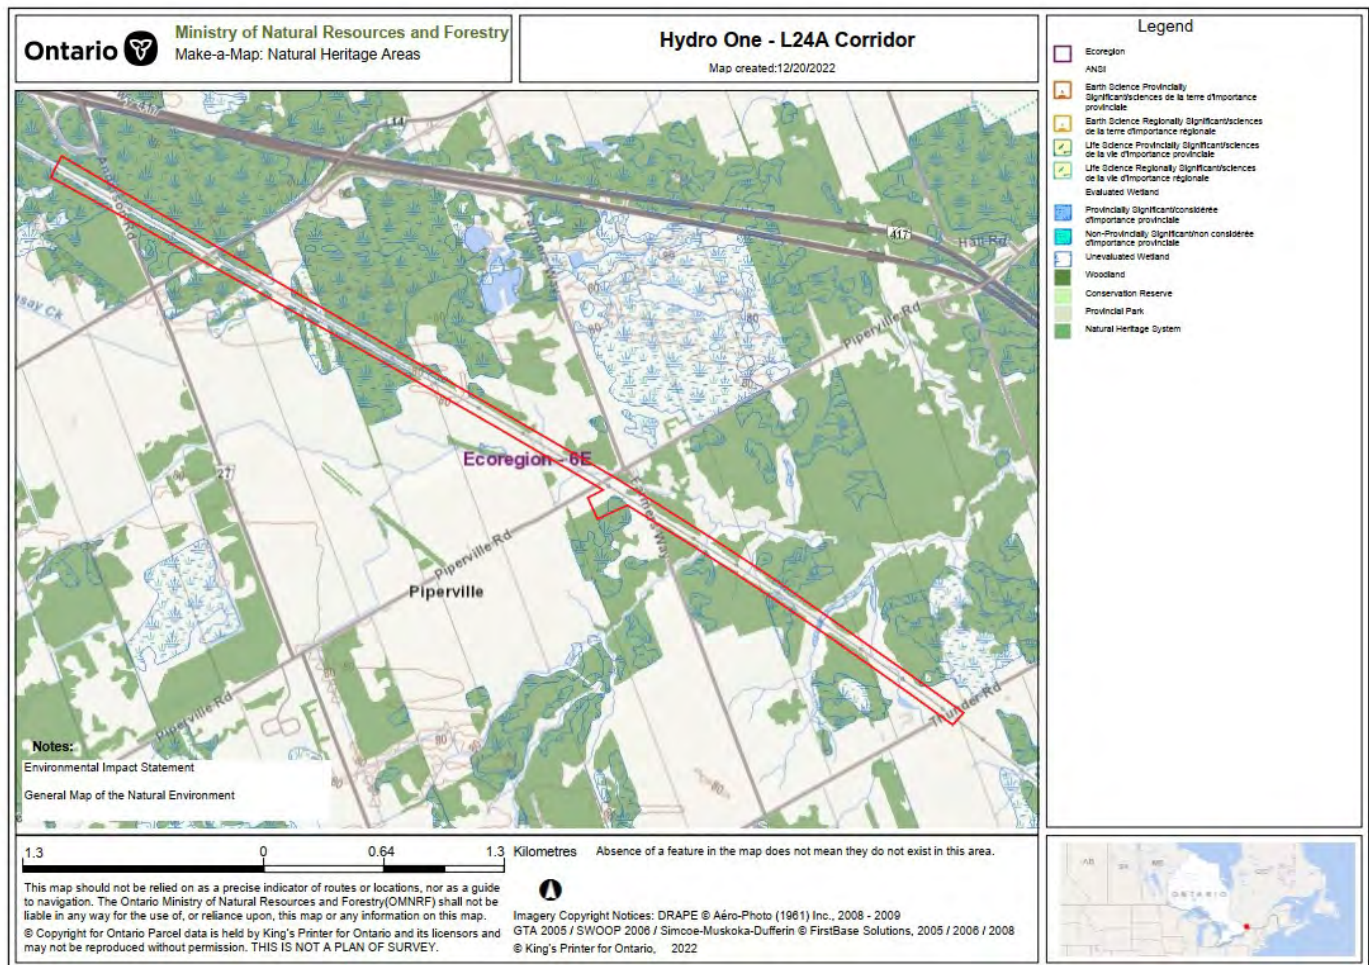 Ontario
Ministry of Natural Resources and Forestry
Make-a-Map: Natural Heritage Areas
Hydro One - L24A Corridor
Map created:12/20/2022
Legend
Ecoregion
ANSI
Earth Science Provincially
Significant/sciences de la terre d'importance
provinciale
Earth Science Regionally Significant/sciences
de la terre d'importance régionale
Life Science Provincially Significant/sciences
de la vie d'importance provinciale
Life Science Regionally Significant/sciences
de la vie d'importance régionale
Evaluated Wetland
Provincially Significant/considérée
d'importance provinciale
Non-Provincially Significant/non considérée
d'importance provinciale
Unevaluated Wetland
Woodland
Conservation Reserve
Provincial Park
Natural Heritage System
Anderson Rd
Farmers Way
417
Hall Rd
Piperville Rd
80
Ecoregion - 6E
27
Piperville Rd
Farmers Way
Piperville
Thunder Rd
Piperville Rd
80
80
Notes:
Environmental Impact Statement
General Map of the Natural Environment
1.3 0 0.64 1.3 Kilometres
Absence of a feature in the map does not mean they do not exist in this area.
This map should not be relied on as a precise indicator of routes or locations, nor as a guide
to navigation. The Ontario Ministry of Natural Resources and Forestry(OMNRF) shall not be
liable in any way for the use of, or reliance upon, this map or any information on this map.
© Copyright for Ontario Parcel data is held by King's Printer for Ontario and its licensors and
may not be reproduced without permission. THIS IS NOT A PLAN OF SURVEY.
Imagery Copyright Notices: DRAPE © Aéro-Photo (1961) Inc., 2008 - 2009
GTA 2005 / SWOOP 2006 / Simcoe-Muskoka-Dufferin © FirstBase Solutions, 2005 / 2006 / 2008
© King's Printer for Ontario, 2022
AB
SK
MB
ONTARIO